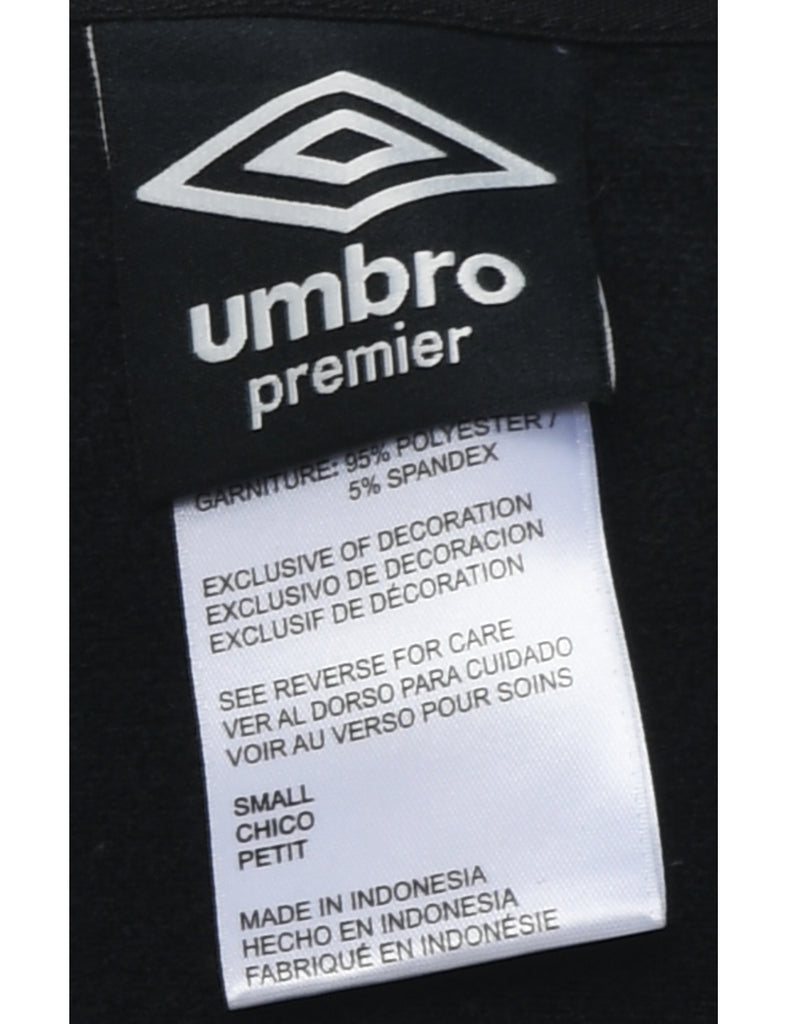 umbro
premier
GARNITURE: 95% POLYESTER /
5% SPANDEX
EXCLUSIVE OF DECORATION
EXCLUSIVO DE DECORACION
EXCLUSIF DE DÉCORATION
SEE REVERSE FOR CARE
VER AL DORSO PARA CUIDADO
VOIR AU VERSO POUR SOINS
SMALL
CHICO
PETIT
MADE IN INDONESIA
HECHO EN INDONESIA
FABRIQUÉ EN INDONÉSIE